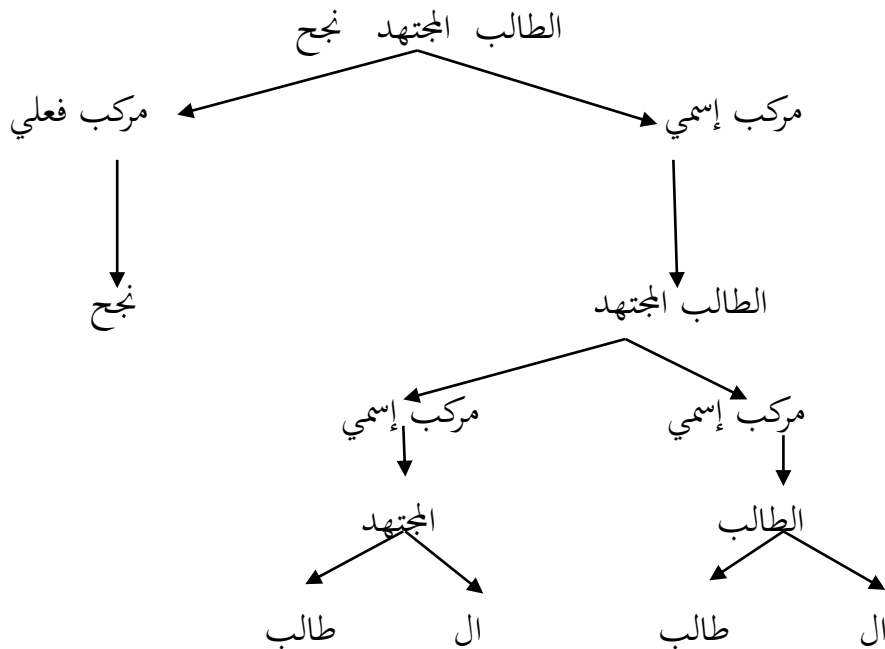 الطالب المجتهد نجح
مركب إسمي مركب فعلي
الطالب المجتهد نجح
مركب إسمي مركب إسمي
الطالب المجتهد
ال طالب ال طالب